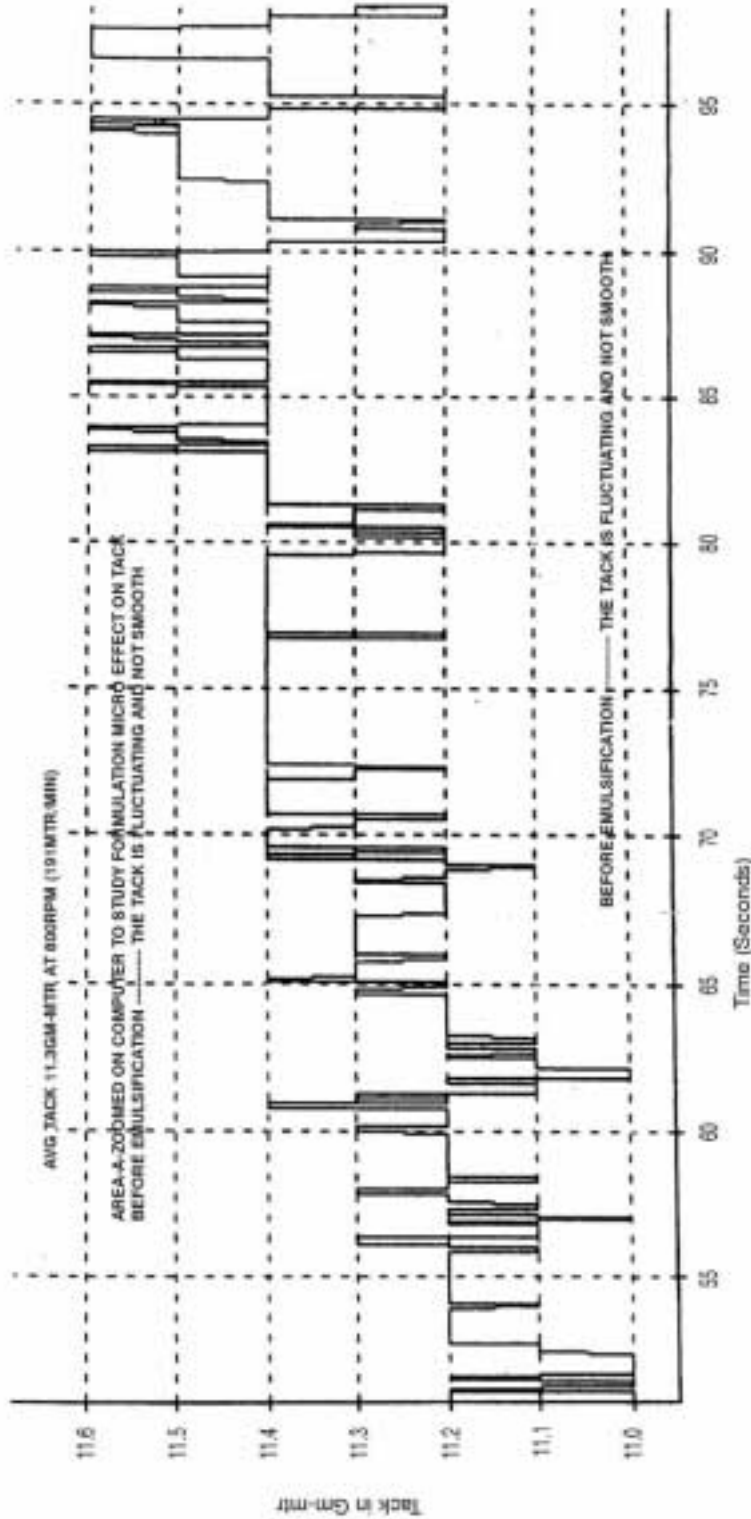 AVG TACK 11.3GM-MTR AT 800RPM (191MTR/MIN)
AREA-A-ZOOMED ON COMPUTER TO STUDY FORMULATION MICRO EFFECT ON TACK
BEFORE EMULSIFICATION ——— THE TACK IS FLUCTUATING AND NOT SMOOTH
11.6
11.5
11.4
11.3
11.2
11.1
11.0
Tack in Gm-mtr
BEFORE EMULSIFICATION ——— THE TACK IS FLUCTUATING AND NOT SMOOTH
55
60
65
70
75
80
85
90
95
Time (Seconds)